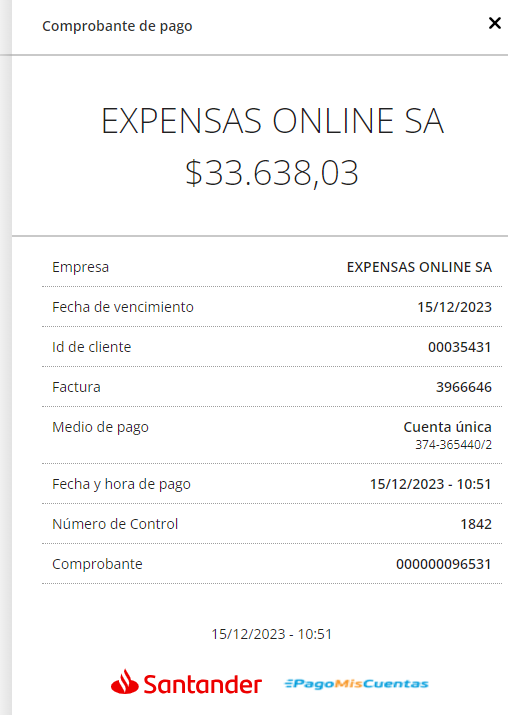 Comprobante de pago
EXPENSAS ONLINE SA
$33.638,03
Empresa EXPENSAS ONLINE SA
Fecha de vencimiento 15/12/2023
Id de cliente 00035431
Factura 3966646
Medio de pago Cuenta única
374-365440/2
Fecha y hora de pago 15/12/2023 - 10:51
Número de Control 1842
Comprobante 000000096531
15/12/2023 - 10:51
Santander PagoMisCuentas